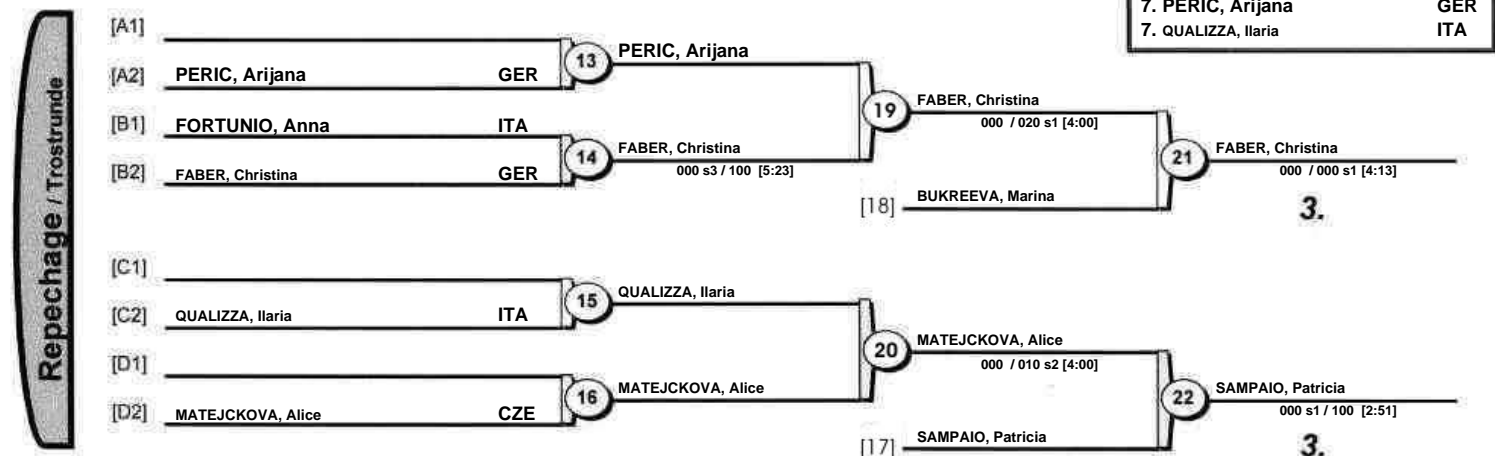 7. PERIC, Arijana GER
7. QUALIZZA, Ilaria ITA
Repechage / Trostrunde
[A1]
[A2] PERIC, Arijana GER
13 PERIC, Arijana
[B1] FORTUNIO, Anna ITA
[B2] FABER, Christina GER
14 FABER, Christina
000 s3 / 100 [5:23]
19 FABER, Christina
000 / 020 s1 [4:00]
[18] BUKREEVA, Marina
21 FABER, Christina
000 / 000 s1 [4:13]
3.
[C1]
[C2] QUALIZZA, Ilaria ITA
15 QUALIZZA, Ilaria
[D1]
[D2] MATEJCKOVA, Alice CZE
16 MATEJCKOVA, Alice
20 MATEJCKOVA, Alice
000 / 010 s2 [4:00]
[17] SAMPAIO, Patricia
22 SAMPAIO, Patricia
000 s1 / 100 [2:51]
3.